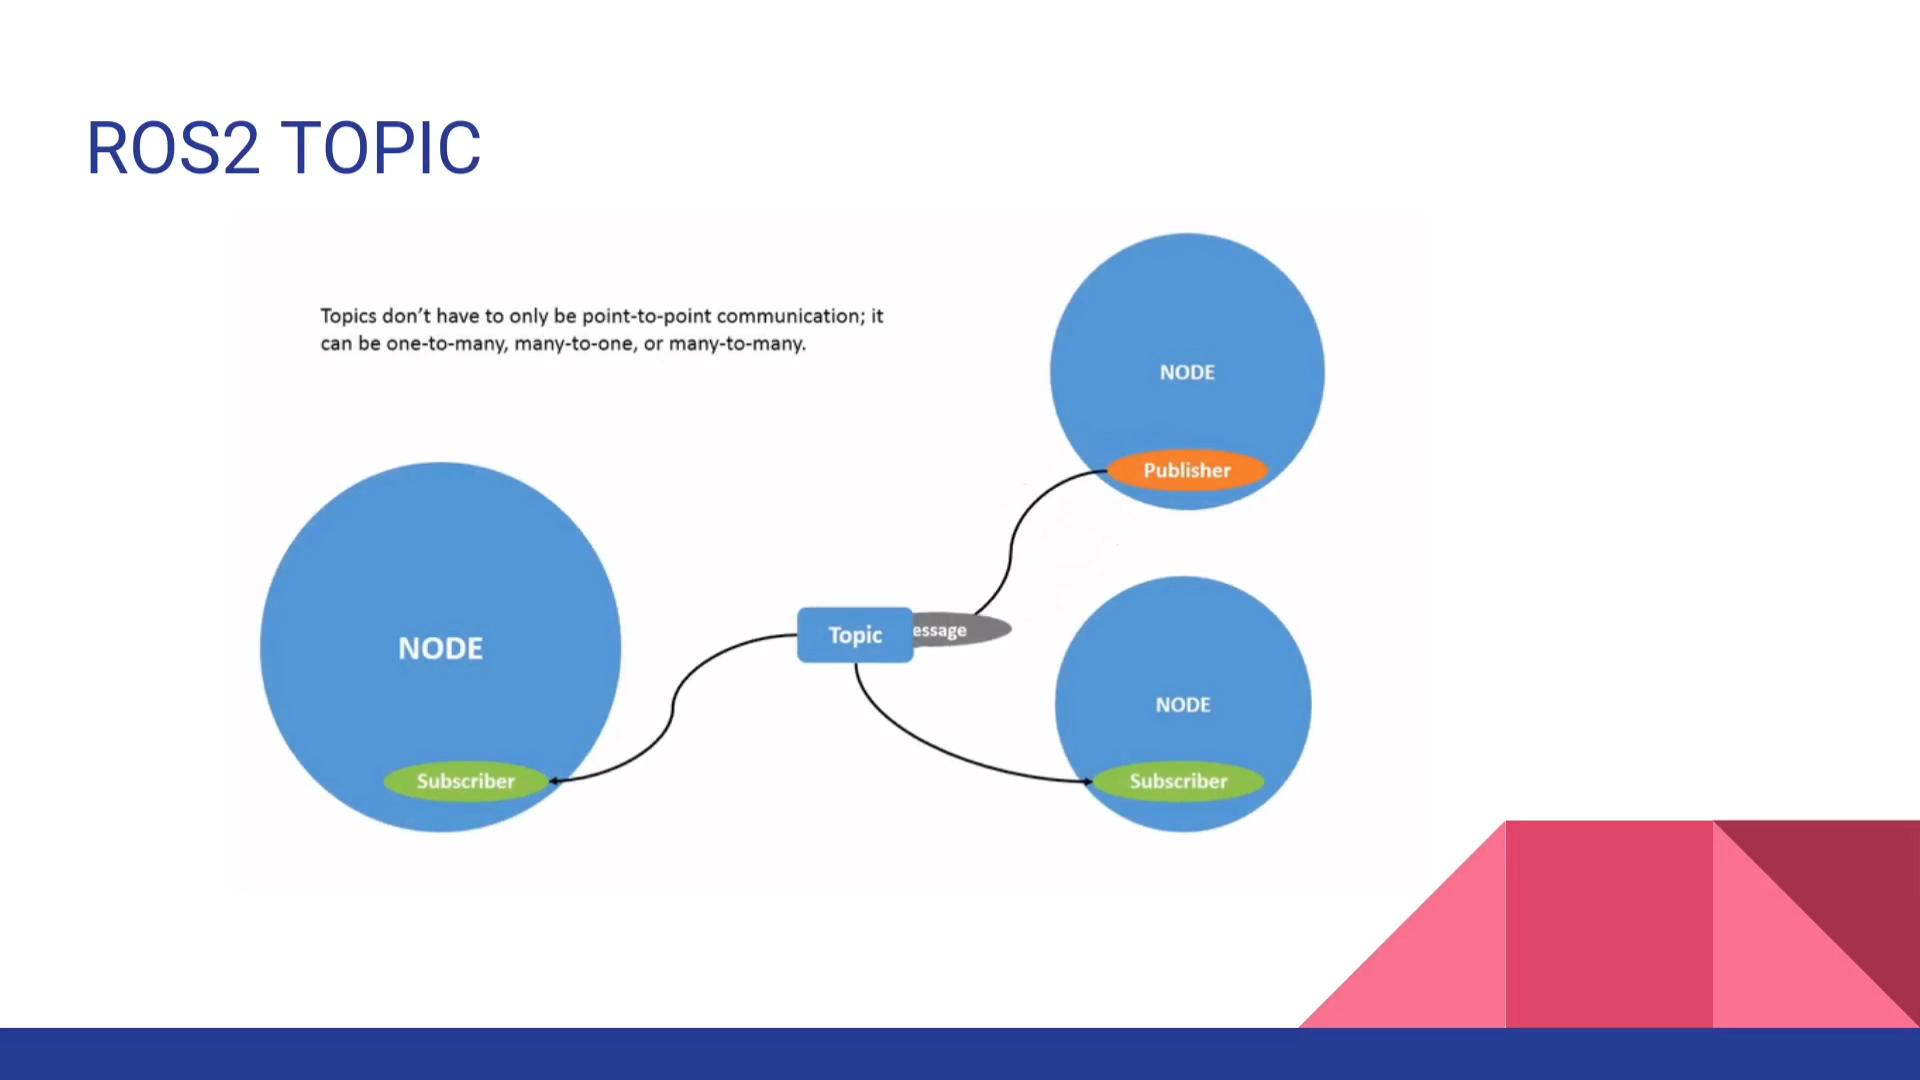 ROS2 TOPIC
Topics don't have to only be point-to-point communication; it
can be one-to-many, many-to-one, or many-to-many.
NODE
Publisher
Topic
essage
NODE
Subscriber
NODE
Subscriber